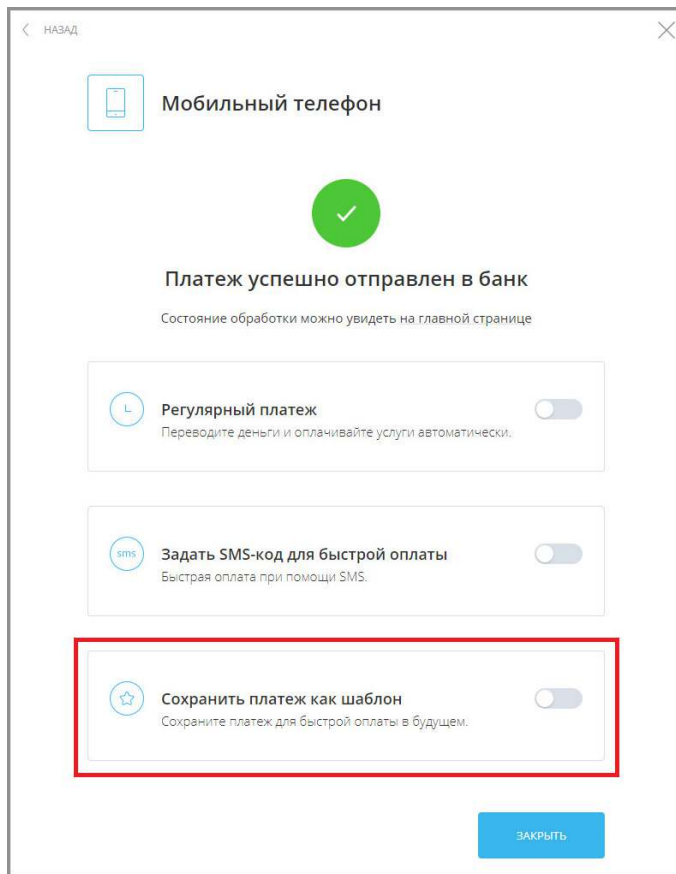 НАЗАД
Мобильный телефон
Платеж успешно отправлен в банк
Состояние обработки можно увидеть на главной странице
Регулярный платеж
Переводите деньги и оплачивайте услуги автоматически.
sms
Задать SMS-код для быстрой оплаты
Быстрая оплата при помощи SMS.
Сохранить платеж как шаблон
Сохраните платеж для быстрой оплаты в будущем.
ЗАКРЫТЬ